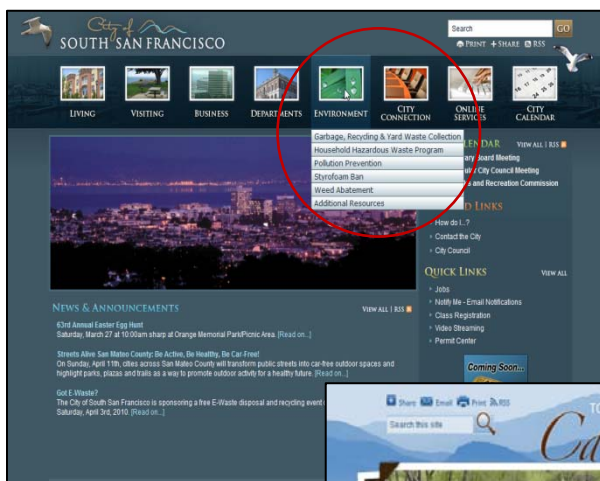 City of
SOUTH SAN FRANCISCO
Search
GO
PRINT + SHARE RSS
LIVING
VISITING
BUSINESS
DEPARTMENTS
ENVIRONMENT
CITY CONNECTION
ONLINE SERVICES
CITY CALENDAR
Garbage, Recycling & Yard Waste Collection
Household Hazardous Waste Program
Pollution Prevention
Styrofoam Ban
Weed Abatement
Additional Resources
VIEW ALL | RSS
Board Meeting
City Council Meeting
and Recreation Commission
LINKS
How do I...?
Contact the City
City Council
QUICK LINKS VIEW ALL
Jobs
Notify Me - Email Notifications
Class Registration
Video Streaming
Permit Center
Coming Soon...
NEWS & ANNOUNCEMENTS VIEW ALL | RSS
63rd Annual Easter Egg Hunt
Saturday, March 27 at 10:00am sharp at Orange Memorial Park/Picnic Area. [Read on...]
Streets Alive San Mateo County: Be Active, Be Healthy, Be Car-Free!
On Sunday, April 11th, cities across San Mateo County will transform public streets into car-free outdoor spaces and
highlight parks, plazas and trails as a way to promote outdoor activity for a healthy future. [Read on...]
Got E-Waste?
The City of South San Francisco is sponsoring a free E-Waste disposal and recycling event
Saturday, April 3rd, 2010. [Read on...]
Share Email Print RSS
Search this site
TO
Ca